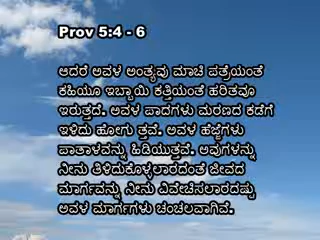 Prov 5:4 - 6
ಆದರೆ ಅವಳ ಅಂತ್ಯವು ಮಾಚಿ ಪತ್ರೆಯಂತೆ
ಕಹಿಯೂ ಇಬ್ಬಾಯಿ ಕತ್ತಿಯಂತೆ ಹರಿತವೂ
ಇರುತ್ತದೆ. ಅವಳ ಪಾದಗಳು ಮರಣದ ಕಡೆಗೆ
ಇಳಿದು ಹೋಗು ತ್ತವೆ. ಅವಳ ಹೆಜ್ಜೆಗಳು
ಪಾತಾಳವನ್ನು ಹಿಡಿಯುತ್ತವೆ. ಅವುಗಳನ್ನು
ನೀನು ತಿಳಿದುಕೊಳ್ಳಲಾರದಂತೆ ಜೀವದ
ಮಾರ್ಗವನ್ನು ನೀನು ವಿವೇಚಿಸಲಾರದಷ್ಟು
ಅವಳ ಮಾರ್ಗಗಳು ಚಂಚಲವಾಗಿವೆ.